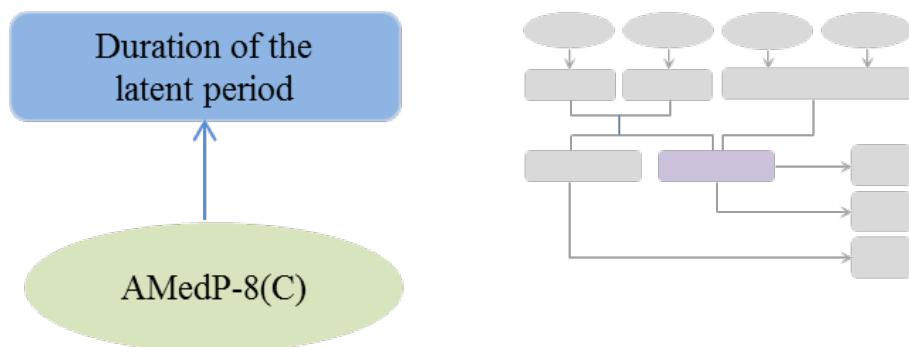 Duration of the
latent period
AMedP-8(C)